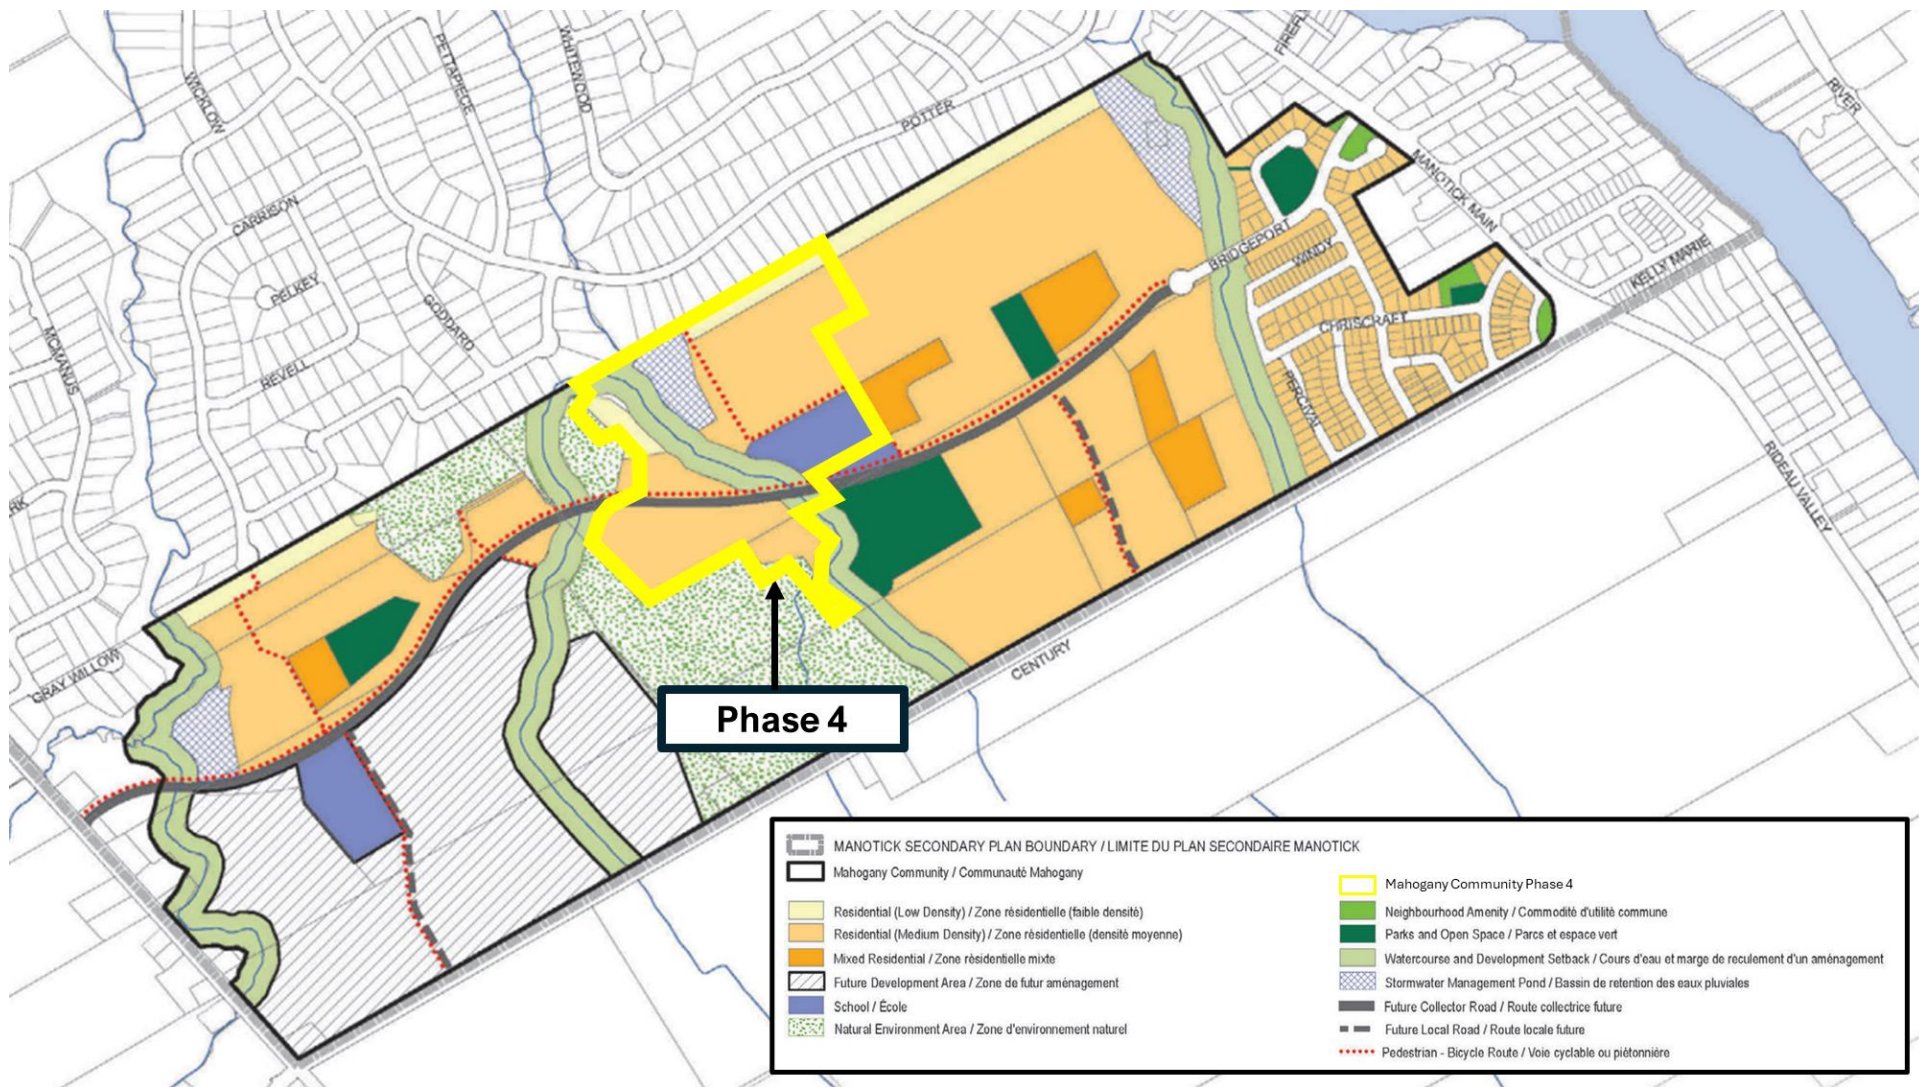 WICKLOW
PETTAPIECE
WHITEWOOD
POTTER
RIVER
CARRISON
PELKEY
GODDARD
REVELL
MCMANUS
MANOTICK MAIN
BRIDGEPORT
WINDY
KELLY MARIE
CHRISCRAFT
PERCIVAL
RIDEAU VALLEY
RK
GRAY WILLOW
CENTURY
Phase 4
MANOTICK SECONDARY PLAN BOUNDARY / LIMITE DU PLAN SECONDAIRE MANOTICK
Mahogany Community / Communauté Mahogany
Residential (Low Density) / Zone résidentielle (faible densité)
Residential (Medium Density) / Zone résidentielle (densité moyenne)
Mixed Residential / Zone résidentielle mixte
Future Development Area / Zone de futur aménagement
School / École
Natural Environment Area / Zone d'environnement naturel
Mahogany Community Phase 4
Neighbourhood Amenity / Commodité d'utilité commune
Parks and Open Space / Parcs et espace vert
Watercourse and Development Setback / Cours d'eau et marge de reculement d'un aménagement
Stormwater Management Pond / Bassin de retention des eaux pluviales
Future Collector Road / Route collectrice future
Future Local Road / Route locale future
Pedestrian - Bicycle Route / Voie cyclable ou piétonnière